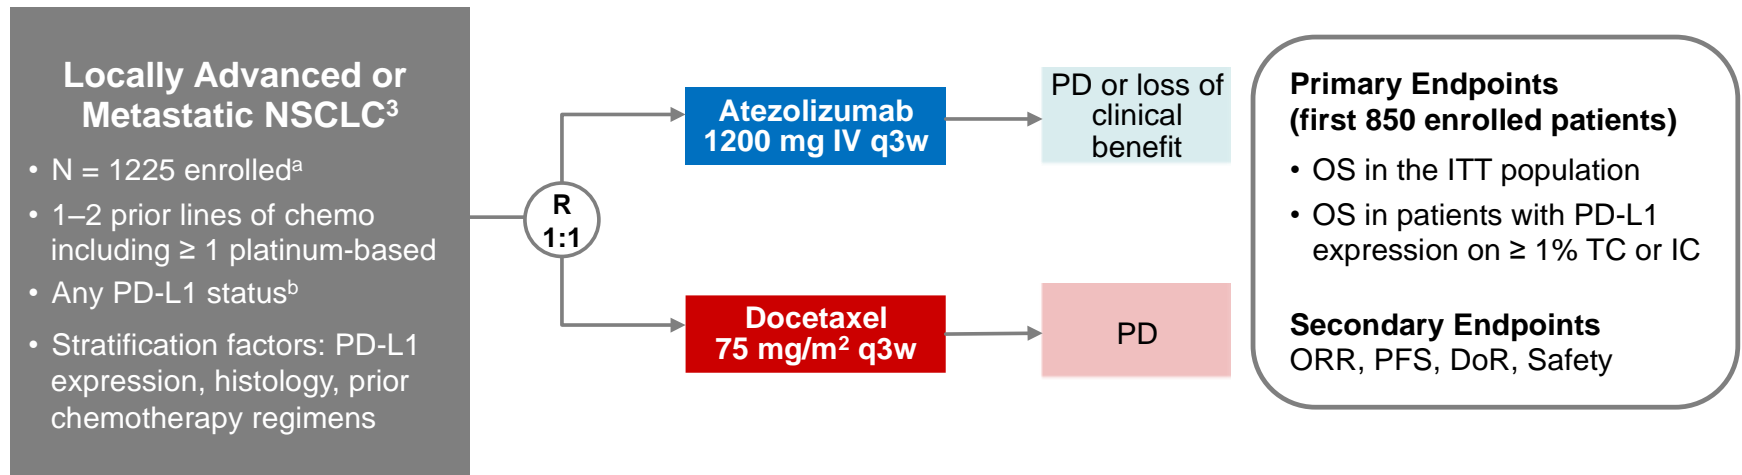 Locally Advanced or
Metastatic NSCLC³
• N = 1225 enrolledᵃ
• 1–2 prior lines of chemo
including ≥ 1 platinum-based
• Any PD-L1 statusᵇ
• Stratification factors: PD-L1
expression, histology, prior
chemotherapy regimens
R
1:1
Atezolizumab
1200 mg IV q3w
PD or loss of
clinical
benefit
Docetaxel
75 mg/m² q3w
PD
Primary Endpoints
(first 850 enrolled patients)
• OS in the ITT population
• OS in patients with PD-L1
expression on ≥ 1% TC or IC
Secondary Endpoints
ORR, PFS, DoR, Safety